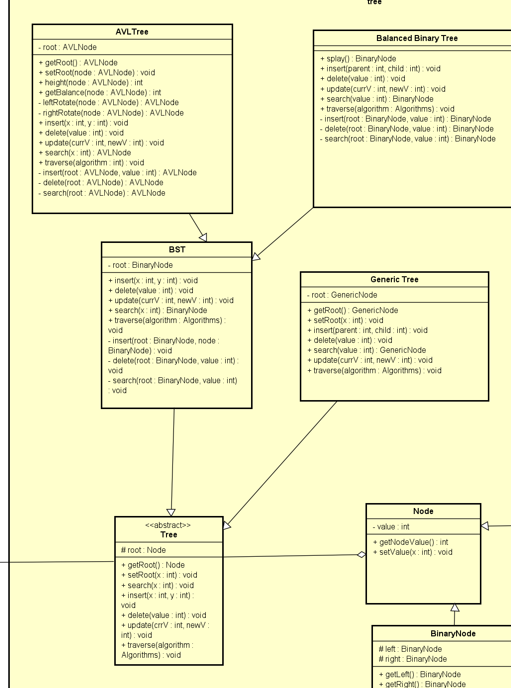 tree
AVLTree
- root : AVLNode
+ getRoot() : AVLNode
+ setRoot(node : AVLNode) : void
+ height(node : AVLNode) : int
+ getBalance(node : AVLNode) : int
- leftRotate(node : AVLNode) : AVLNode
- rightRotate(node : AVLNode) : AVLNode
+ insert(x : int, y : int) : void
+ delete(value : int) : void
+ update(currV : int, newV : int) : void
+ search(x : int) : AVLNode
+ traverse(algorithm : int) : void
- insert(root : AVLNode, value : int) : AVLNode
- delete(root : AVLNode) : AVLNode
- search(root : AVLNode) : AVLNode
Balanced Binary Tree
+ splay() : BinaryNode
+ insert(parent : int, child : int) : void
+ delete(value : int) : void
+ update(currV : int, newV : int) : void
+ search(value : int) : BinaryNode
+ traverse(algorithm : Algorithms) : void
- insert(root : BinaryNode, value : int) : void
- delete(root : BinaryNode, value : int) : BinaryNode
- search(root : BinaryNode, value : int) : BinaryNode
BST
- root : BinaryNode
+ insert(x : int, y : int) : void
+ delete(value : int) : void
+ update(currV : int, newV : int) : void
+ search(x : int) : BinaryNode
+ traverse(algorithm : Algorithms) :
void
- insert(root : BinaryNode, node :
BinaryNode) : void
- delete(root : BinaryNode, value : int) :
void
- search(root : BinaryNode, value : int)
: void
Generic Tree
- root : GenericNode
+ getRoot() : GenericNode
+ setRoot(x : int) : void
+ insert(parent : int, child : int) : void
+ delete(value : int) : void
+ search(value : int) : GenericNode
+ update(currV : int, newV : int) : void
+ traverse(algorithm : Algorithms) : void
<<abstract>>
Tree
# root : Node
+ getRoot() : Node
+ setRoot(x : int) : void
+ search(x : int) : void
+ insert(x : int, y : int) :
void
+ delete(value : int) : void
+ update(crrV : int, newV :
int) : void
+ traverse(algorithm :
Algorithms) : void
Node
- value : int
+ getNodeValue() : int
+ setValue(x : int) : void
BinaryNode
# left : BinaryNode
# right : BinaryNode
+ getLeft() : BinaryNode
+ getRight() : BinaryNode